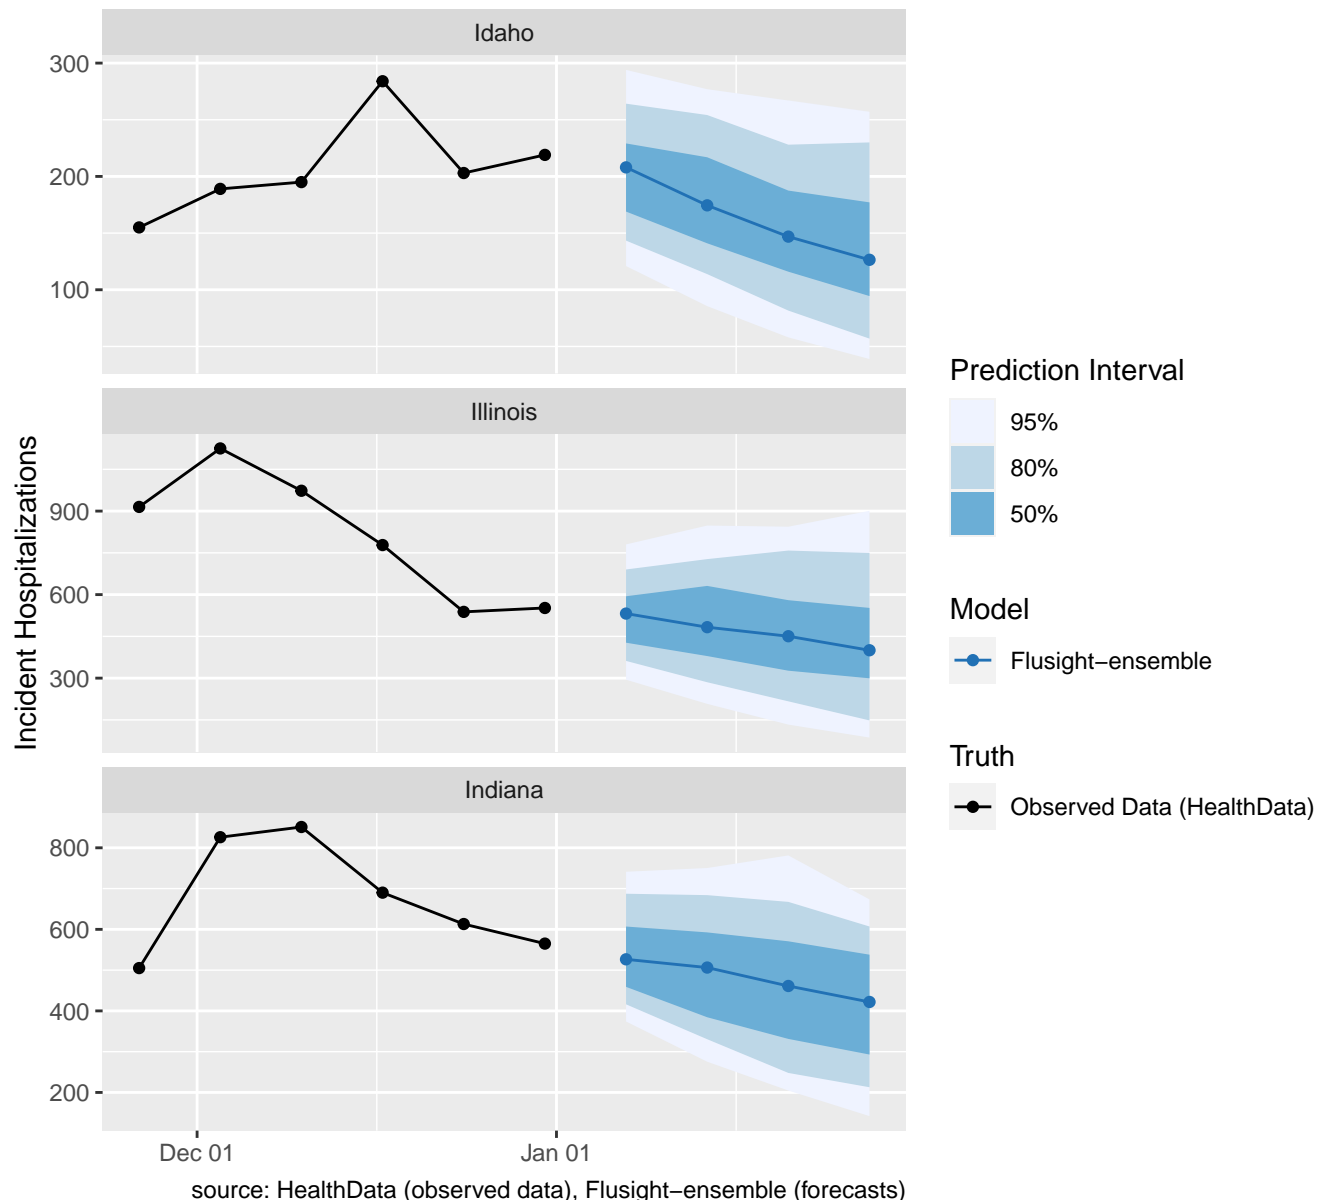 Idaho
300
200
100
Illinois
900
600
300
Indiana
800
600
400
200
Dec 01
Jan 01
Incident Hospitalizations
Prediction Interval
95%
80%
50%
Model
Flusight−ensemble
Truth
Observed Data (HealthData)
source: HealthData (observed data), Flusight−ensemble (forecasts)